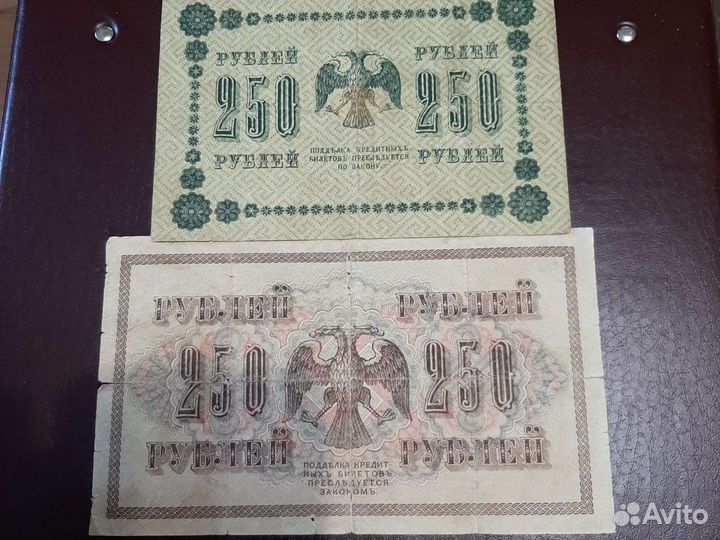 РУБЛЕЙ РУБЛЕЙ
250 250
РУБЛЕЙ РУБЛЕЙ
ПОДДѢЛКА КРЕДИТНЫХЪ
БИЛЕТОВЪ ПРЕСЛѢДУЕТСЯ
ПО ЗАКОНУ.
РУБЛЕЙ РУБЛЕЙ
250 250
РУБЛЕЙ РУБЛЕЙ
ПОДДѢЛКА КРЕДИТ
НЫХЪ БИЛЕТОВЪ
ПРЕСЛѢДУЕТСЯ
ЗАКОНОМЪ.
Avito